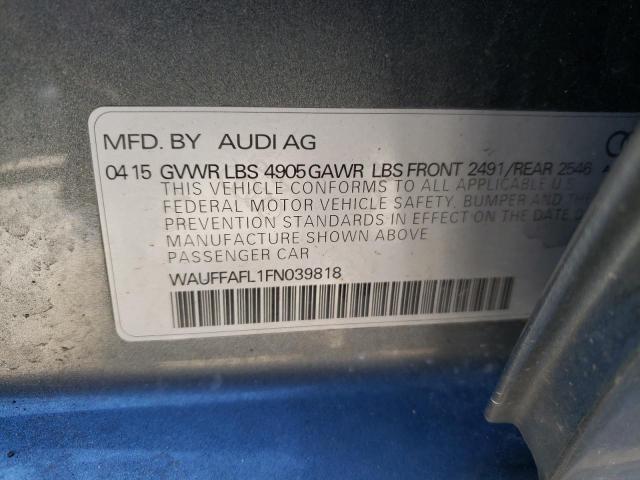 MFD. BY AUDI AG
04 15 GVWR LBS 4905 GAWR LBS FRONT 2491/REAR 2546
THIS VEHICLE CONFORMS TO ALL APPLICABLE U.S
FEDERAL MOTOR VEHICLE SAFETY, BUMPER AND THE
PREVENTION STANDARDS IN EFFECT ON THE DATE O
MANUFACTURE SHOWN ABOVE
PASSENGER CAR
WAUFFAFL1FN039818